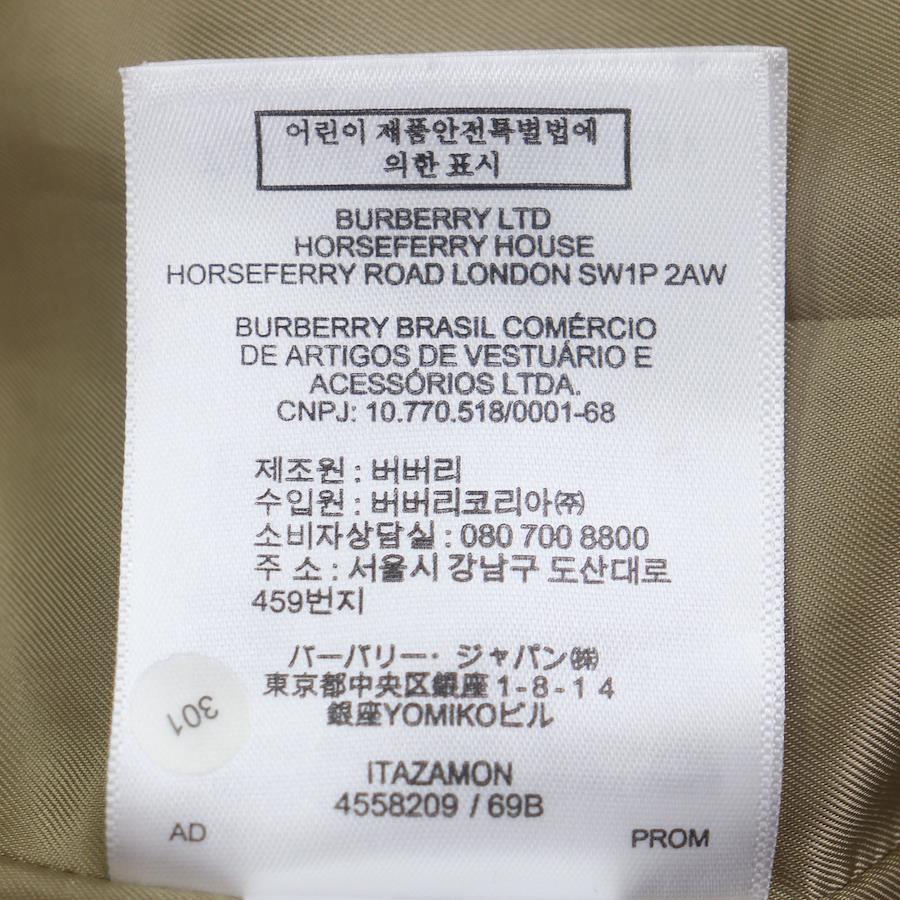 어린이 제품안전특별법에
의한 표시
BURBERRY LTD
HORSEFERRY HOUSE
HORSEFERRY ROAD LONDON SW1P 2AW
BURBERRY BRASIL COMÉRCIO
DE ARTIGOS DE VESTUÁRIO E
ACESSÓRIOS LTDA.
CNPJ: 10.770.518/0001-68
제조원 : 버버리
수입원 : 버버리코리아㈜
소비자상담실 : 080 700 8800
주 소 : 서울시 강남구 도산대로
459번지
バーバリー・ジャパン㈱
東京都中央区銀座 1-8-14
銀座YOMIKOビル
301
ITAZAMON
4558209 / 69B
AD PROM